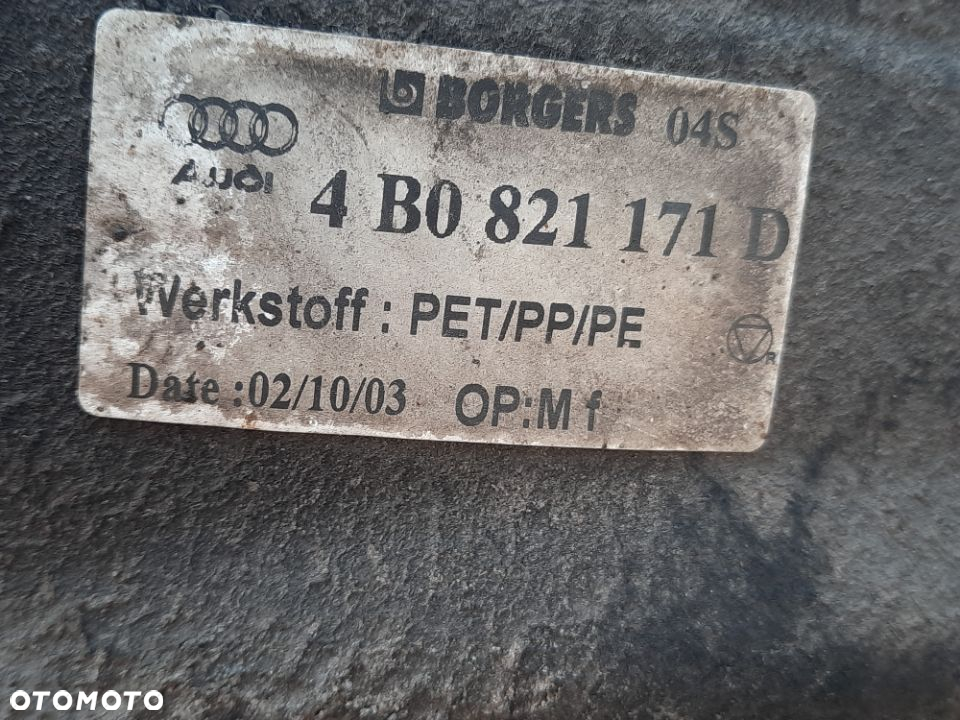 BORGERS 04S
AUDI
4 B0 821 171 D
Werkstoff : PET/PP/PE
R
Date :02/10/03 OP:M f
OTOMOTO